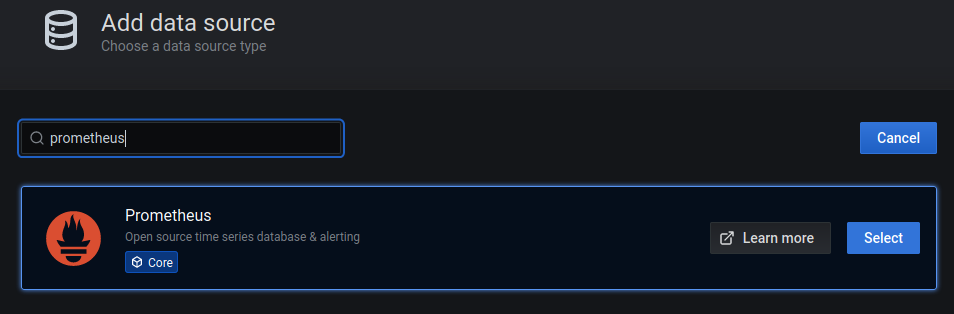 Add data source
Choose a data source type
prometheus
Cancel
Prometheus
Open source time series database & alerting
Core
Learn more
Select